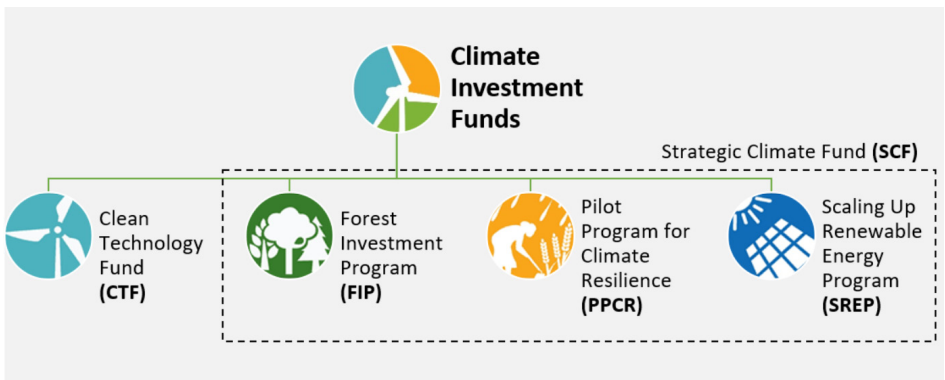 Climate
Investment
Funds
Strategic Climate Fund (SCF)
Clean
Technology
Fund
(CTF)
Forest
Investment
Program
(FIP)
Pilot
Program for
Climate
Resilience
(PPCR)
Scaling Up
Renewable
Energy
Program
(SREP)